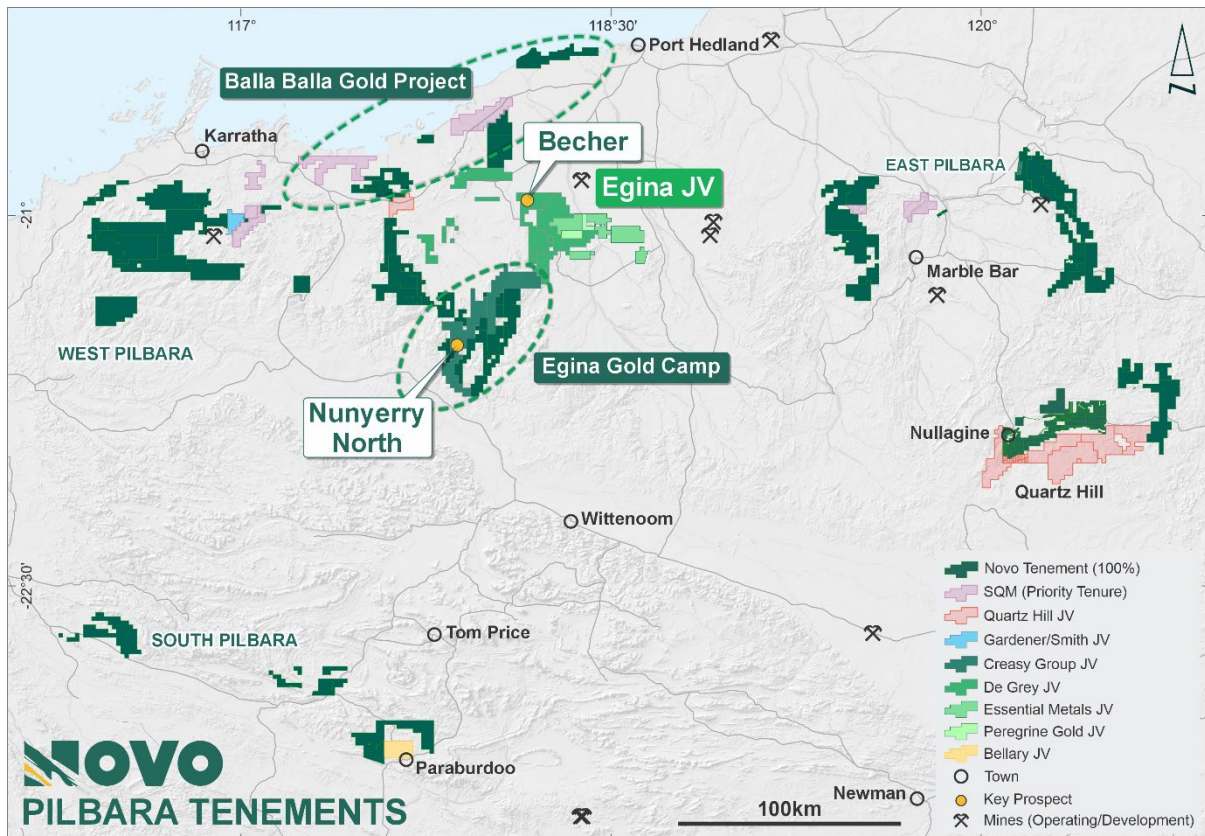 117°
118°30'
120°
Port Hedland
Balla Balla Gold Project
N
Karratha
Becher
EAST PILBARA
Egina JV
-21°
-21°
Marble Bar
WEST PILBARA
Egina Gold Camp
Nunyerry
North
Nullagine
Quartz Hill
Wittenoom
-22°30'
-22°30'
Novo Tenement (100%)
SQM (Priority Tenure)
Quartz Hill JV
Gardener/Smith JV
Creasy Group JV
De Grey JV
Essential Metals JV
Peregrine Gold JV
Bellary JV
Town
Key Prospect
Mines (Operating/Development)
SOUTH PILBARA
Tom Price
Paraburdoo
NOVO
PILBARA TENEMENTS
100km
Newman